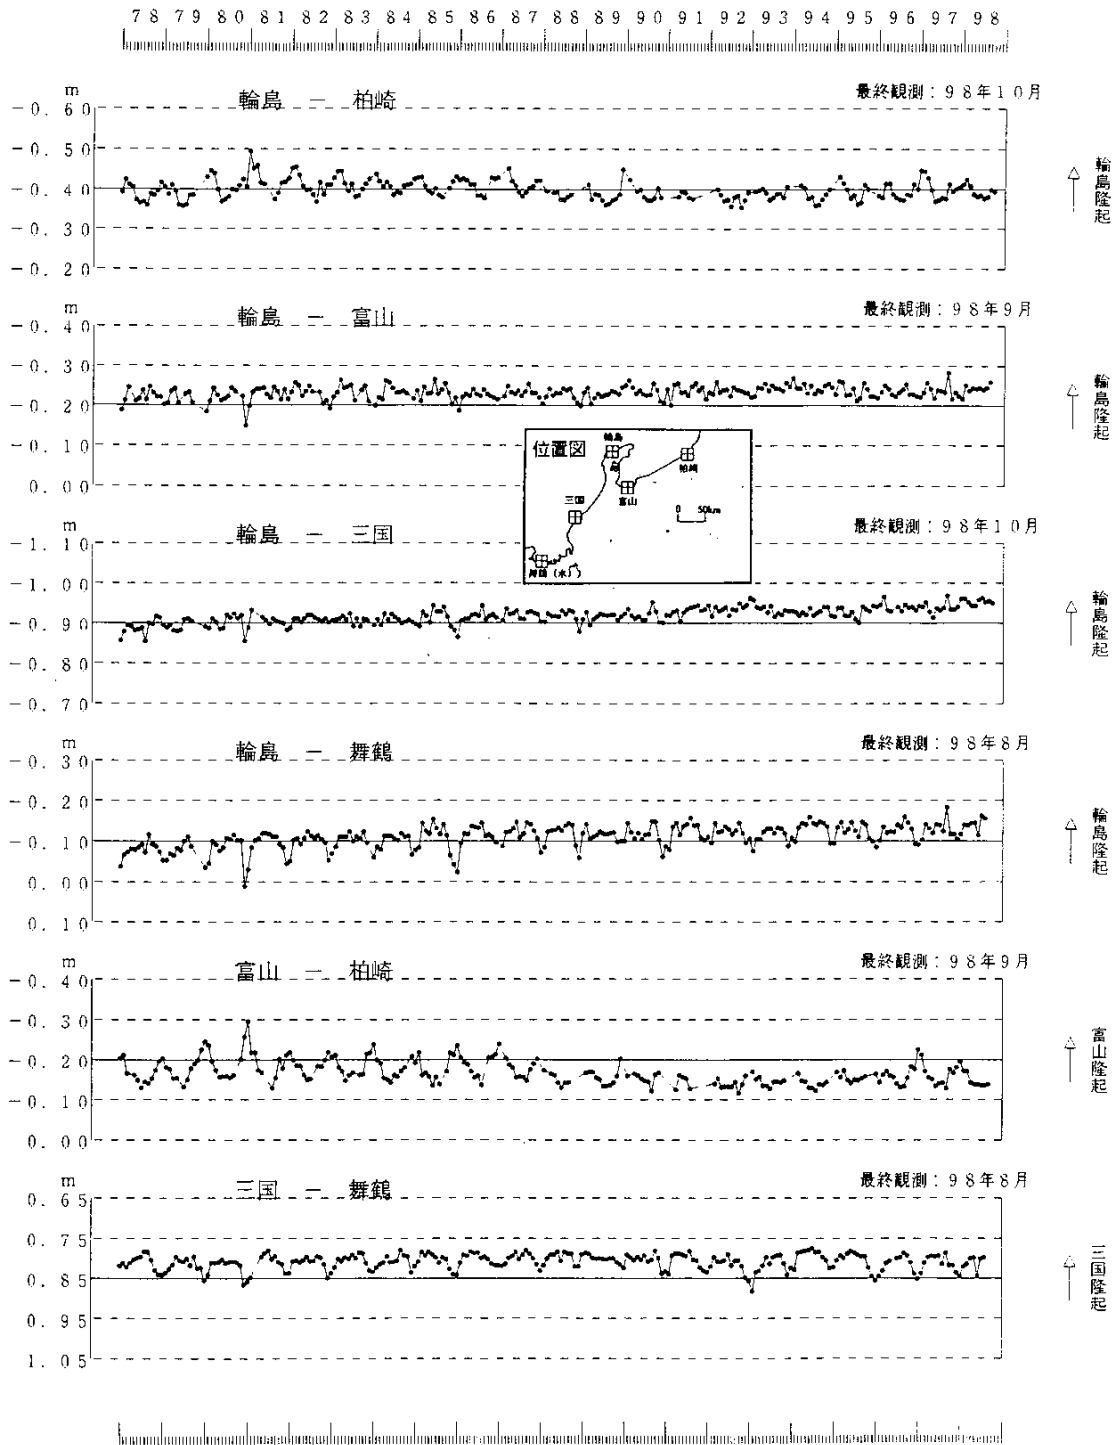 78 79 80 81 82 83 84 85 86 87 88 89 90 91 92 93 94 95 96 97 98
m
輪島 － 柏崎
最終観測：98年10月
－0.60
－0.50
－0.40
－0.30
－0.20
輪島隆起
m
輪島 － 富山
最終観測：98年9月
－0.40
－0.30
－0.20
－0.10
0.00
輪島隆起
位置図
輪島
柏崎
富山
三国
0 50km
m
輪島 － 三国
最終観測：98年10月
－1.10
－1.00
－0.90
－0.80
－0.70
輪島隆起
m
輪島 － 舞鶴
最終観測：98年8月
－0.30
－0.20
－0.10
0.00
0.10
輪島隆起
m
富山 － 柏崎
最終観測：98年9月
－0.40
－0.30
－0.20
－0.10
0.00
富山隆起
m
三国 － 舞鶴
最終観測：98年8月
0.65
0.75
0.85
0.95
1.05
三国隆起